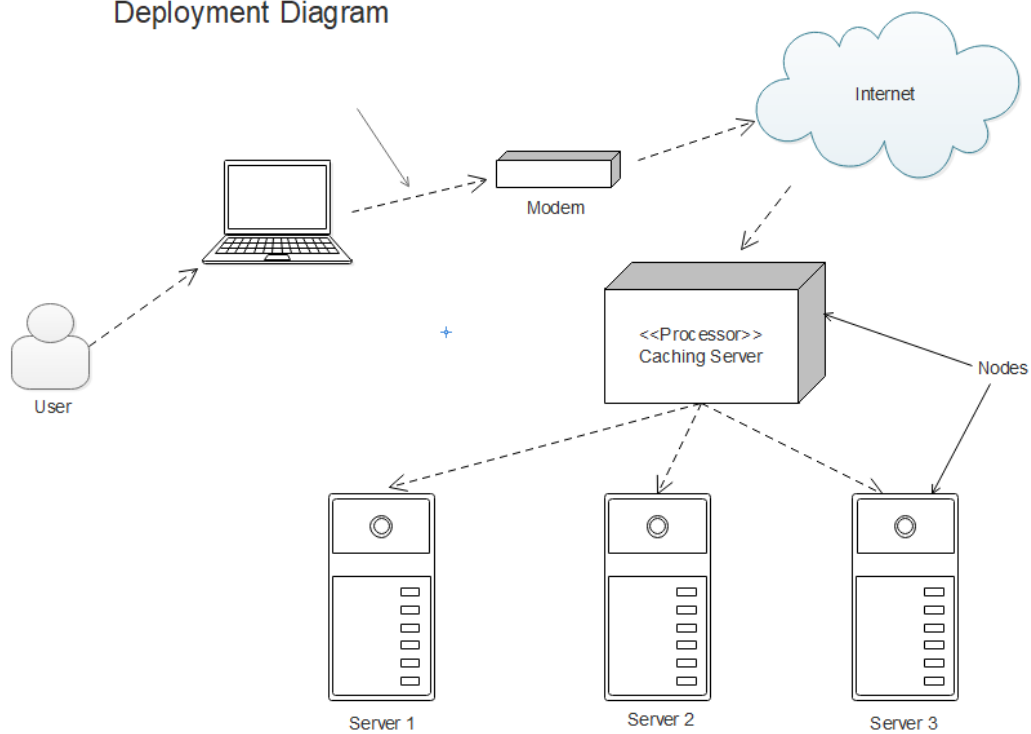 Deployment Diagram
Internet
Modem
<<Processor>>
Caching Server
Nodes
User
Server 1
Server 2
Server 3